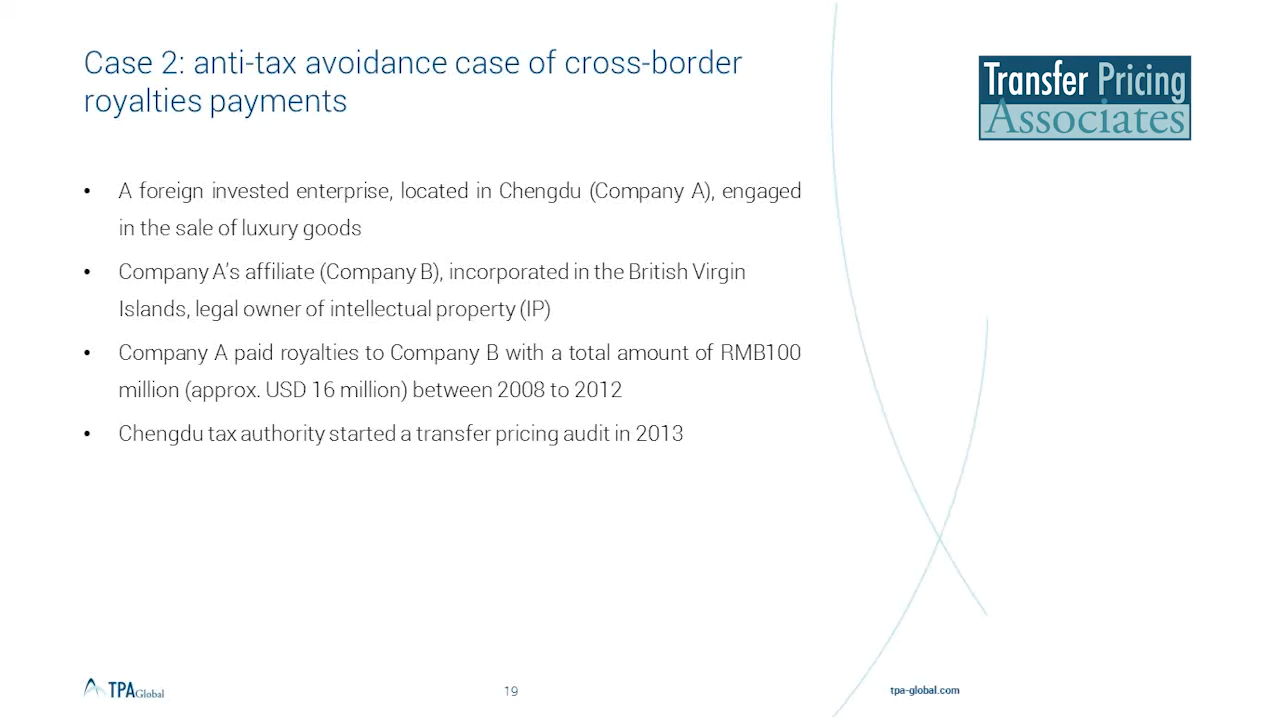 Case 2: anti-tax avoidance case of cross-border
royalties payments
Transfer Pricing
Associates
• A foreign invested enterprise, located in Chengdu (Company A), engaged
in the sale of luxury goods
• Company A's affiliate (Company B), incorporated in the British Virgin
Islands, legal owner of intellectual property (IP)
• Company A paid royalties to Company B with a total amount of RMB100
million (approx. USD 16 million) between 2008 to 2012
• Chengdu tax authority started a transfer pricing audit in 2013
TPA Global
19
tpa-global.com